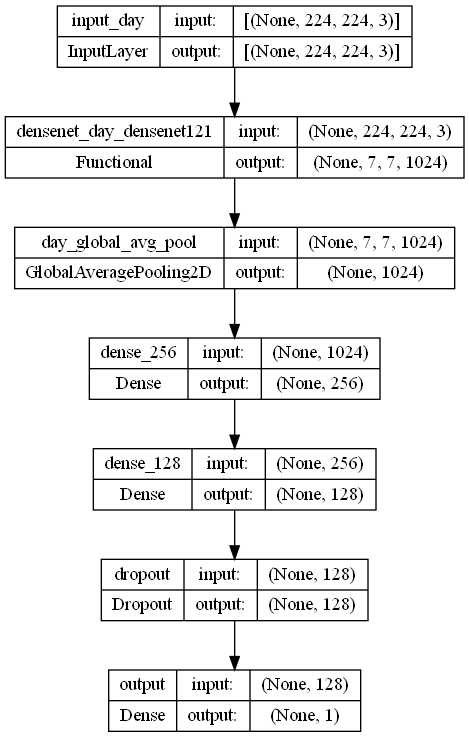 input_day input: [(None, 224, 224, 3)]
InputLayer output: [(None, 224, 224, 3)]
densenet_day_densenet121 input: (None, 224, 224, 3)
Functional output: (None, 7, 7, 1024)
day_global_avg_pool input: (None, 7, 7, 1024)
GlobalAveragePooling2D output: (None, 1024)
dense_256 input: (None, 1024)
Dense output: (None, 256)
dense_128 input: (None, 256)
Dense output: (None, 128)
dropout input: (None, 128)
Dropout output: (None, 128)
output input: (None, 128)
Dense output: (None, 1)